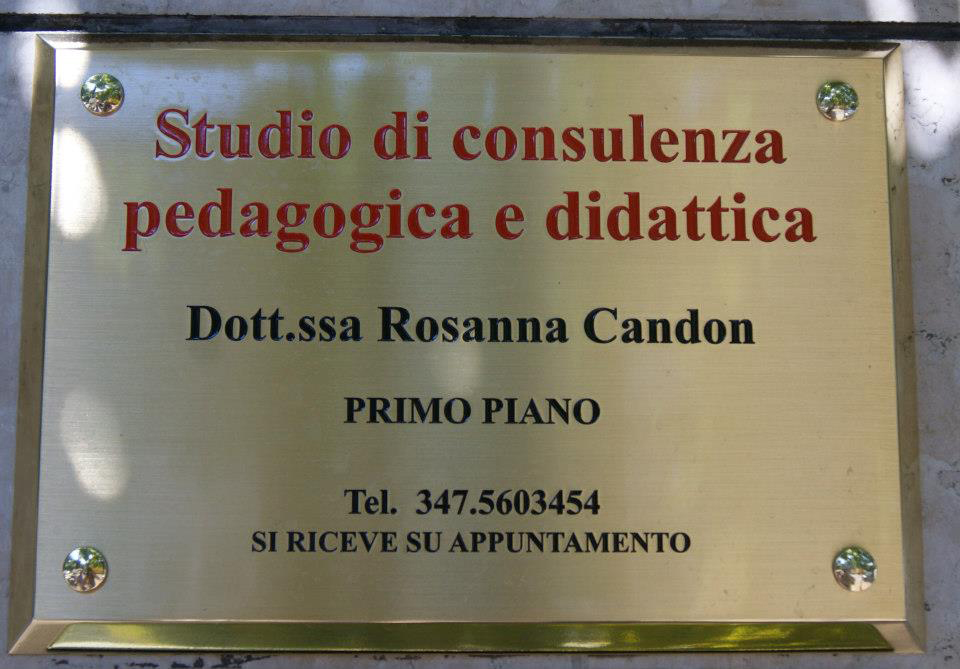 Studio di consulenza
pedagogica e didattica
Dott.ssa Rosanna Candon
PRIMO PIANO
Tel. 347.5603454
SI RICEVE SU APPUNTAMENTO